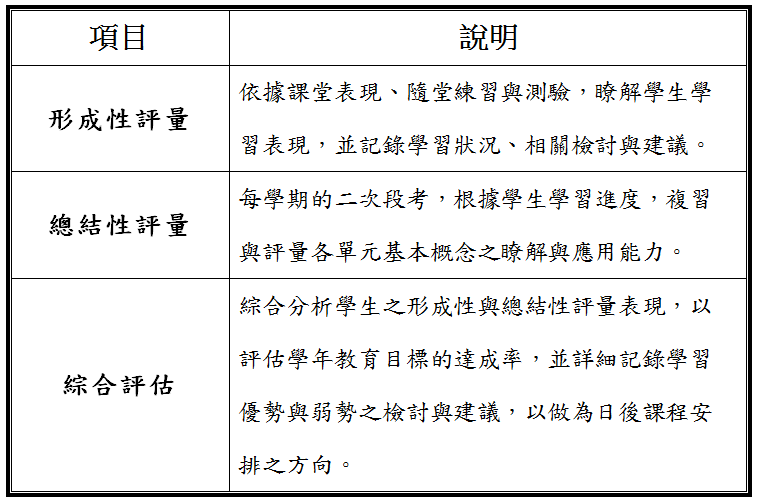 項目
說明
形成性評量
依據課堂表現、隨堂練習與測驗，瞭解學生學
習表現，並記錄學習狀況、相關檢討與建議。
總結性評量
每學期的二次段考，根據學生學習進度，複習
與評量各單元基本概念之瞭解與應用能力。
綜合評估
綜合分析學生之形成性與總結性評量表現，以
評估學年教育目標的達成率，並詳細記錄學習
優勢與弱勢之檢討與建議，以做為日後課程安
排之方向。